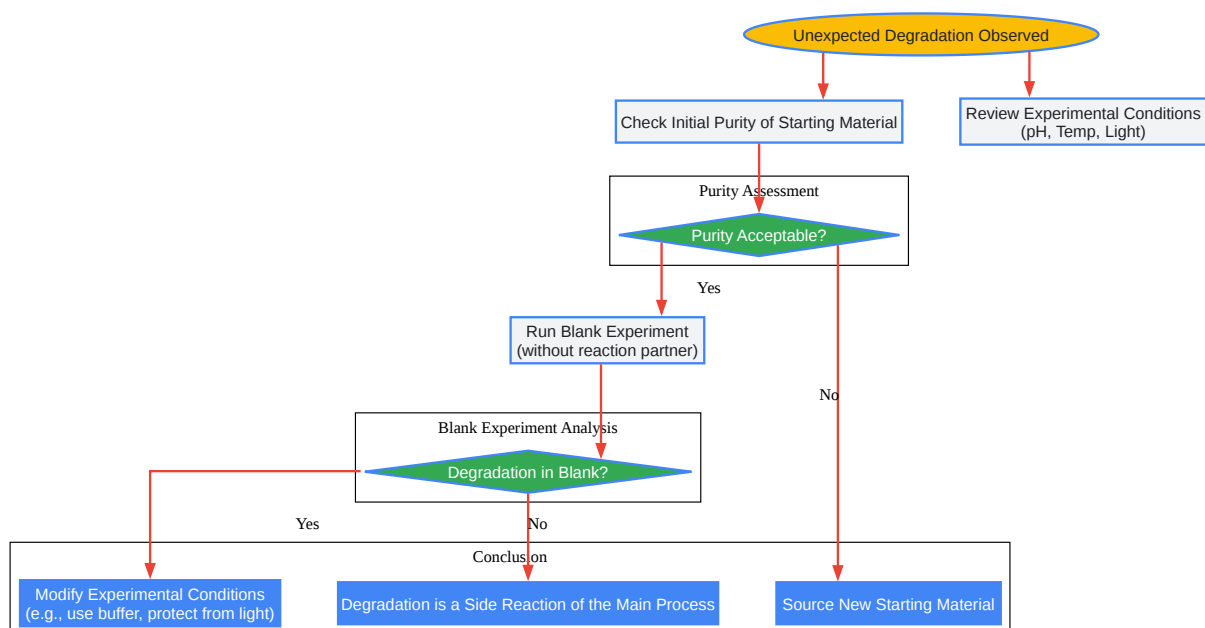 Unexpected Degradation Observed
Check Initial Purity of Starting Material
Review Experimental Conditions
(pH, Temp, Light)
Purity Assessment
Purity Acceptable?
Yes
Run Blank Experiment
(without reaction partner)
No
Blank Experiment Analysis
Degradation in Blank?
Yes
No
Conclusion
Modify Experimental Conditions
(e.g., use buffer, protect from light)
Degradation is a Side Reaction of the Main Process
Source New Starting Material